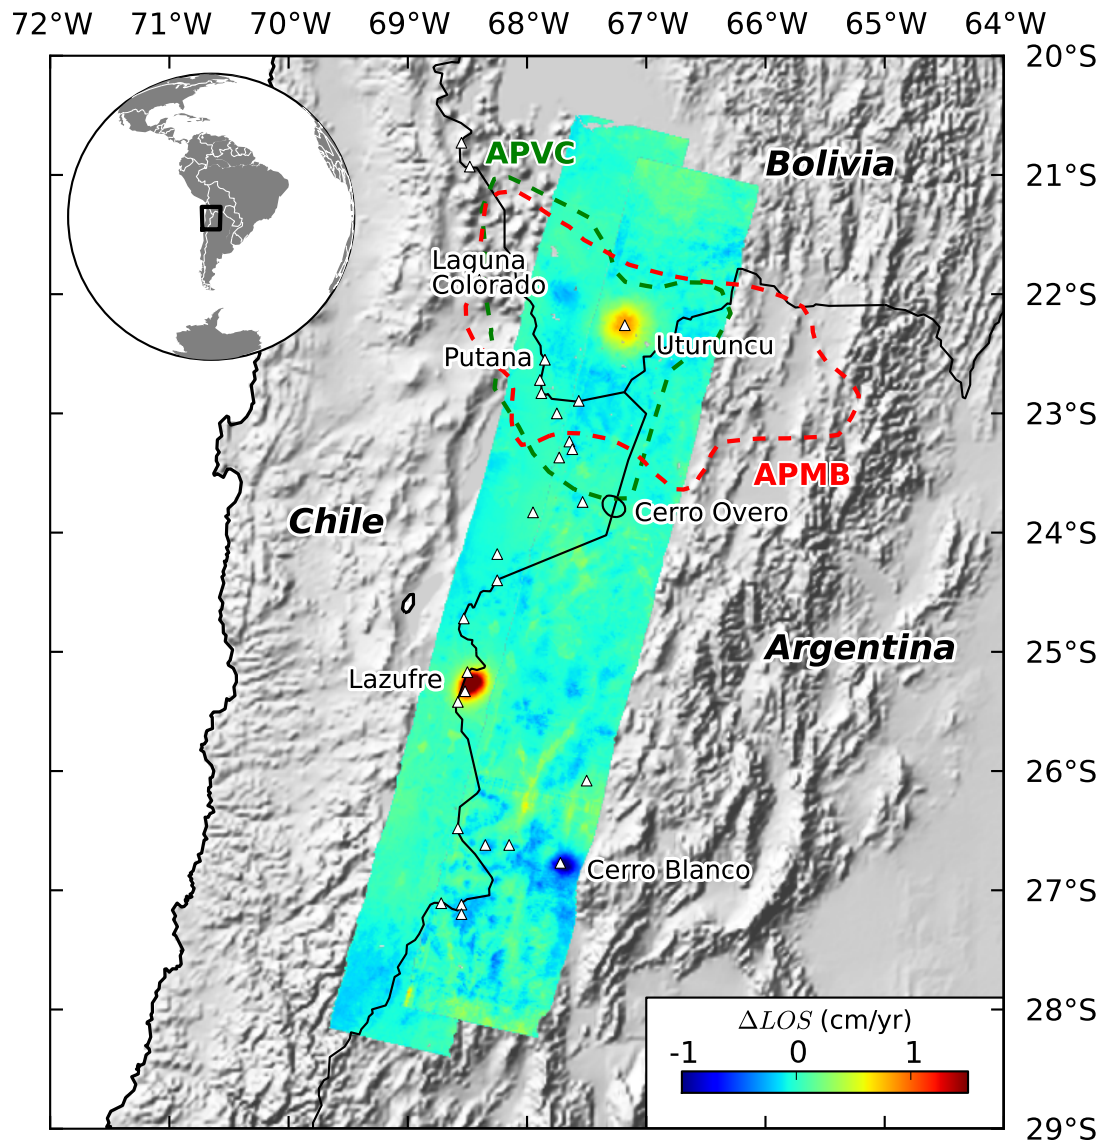 72°W 71°W 70°W 69°W 68°W 67°W 66°W 65°W 64°W
20°S
APVC
Bolivia
21°S
Laguna
Colorado
22°S
Putana
Uturuncu
23°S
APMB
Chile
Cerro Overo
24°S
Argentina
25°S
Lazufre
26°S
Cerro Blanco
27°S
28°S
ΔLOS (cm/yr)
-1 0 1
29°S